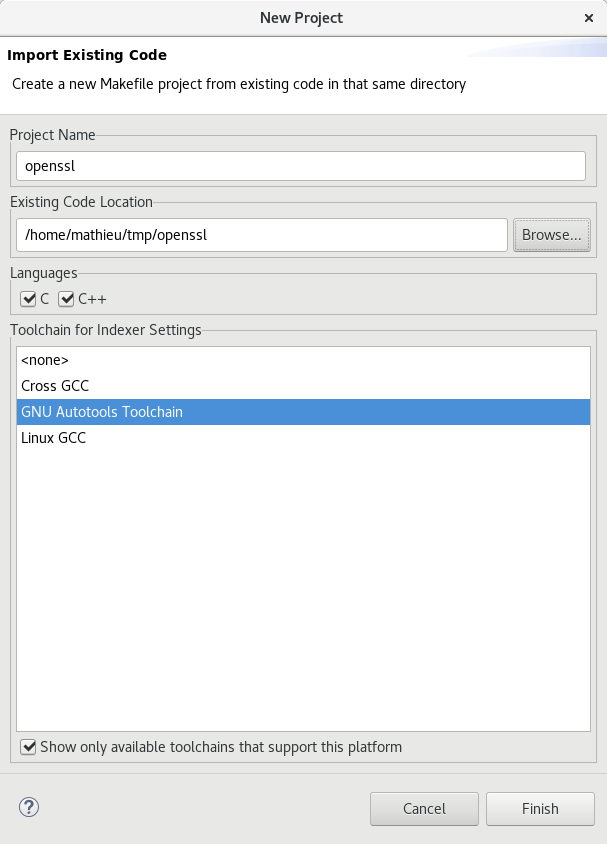 New Project
Import Existing Code
Create a new Makefile project from existing code in that same directory
Project Name
openssl
Existing Code Location
/home/mathieu/tmp/openssl
Browse...
Languages
C C++
Toolchain for Indexer Settings
<none>
Cross GCC
GNU Autotools Toolchain
Linux GCC
Show only available toolchains that support this platform
? Cancel Finish